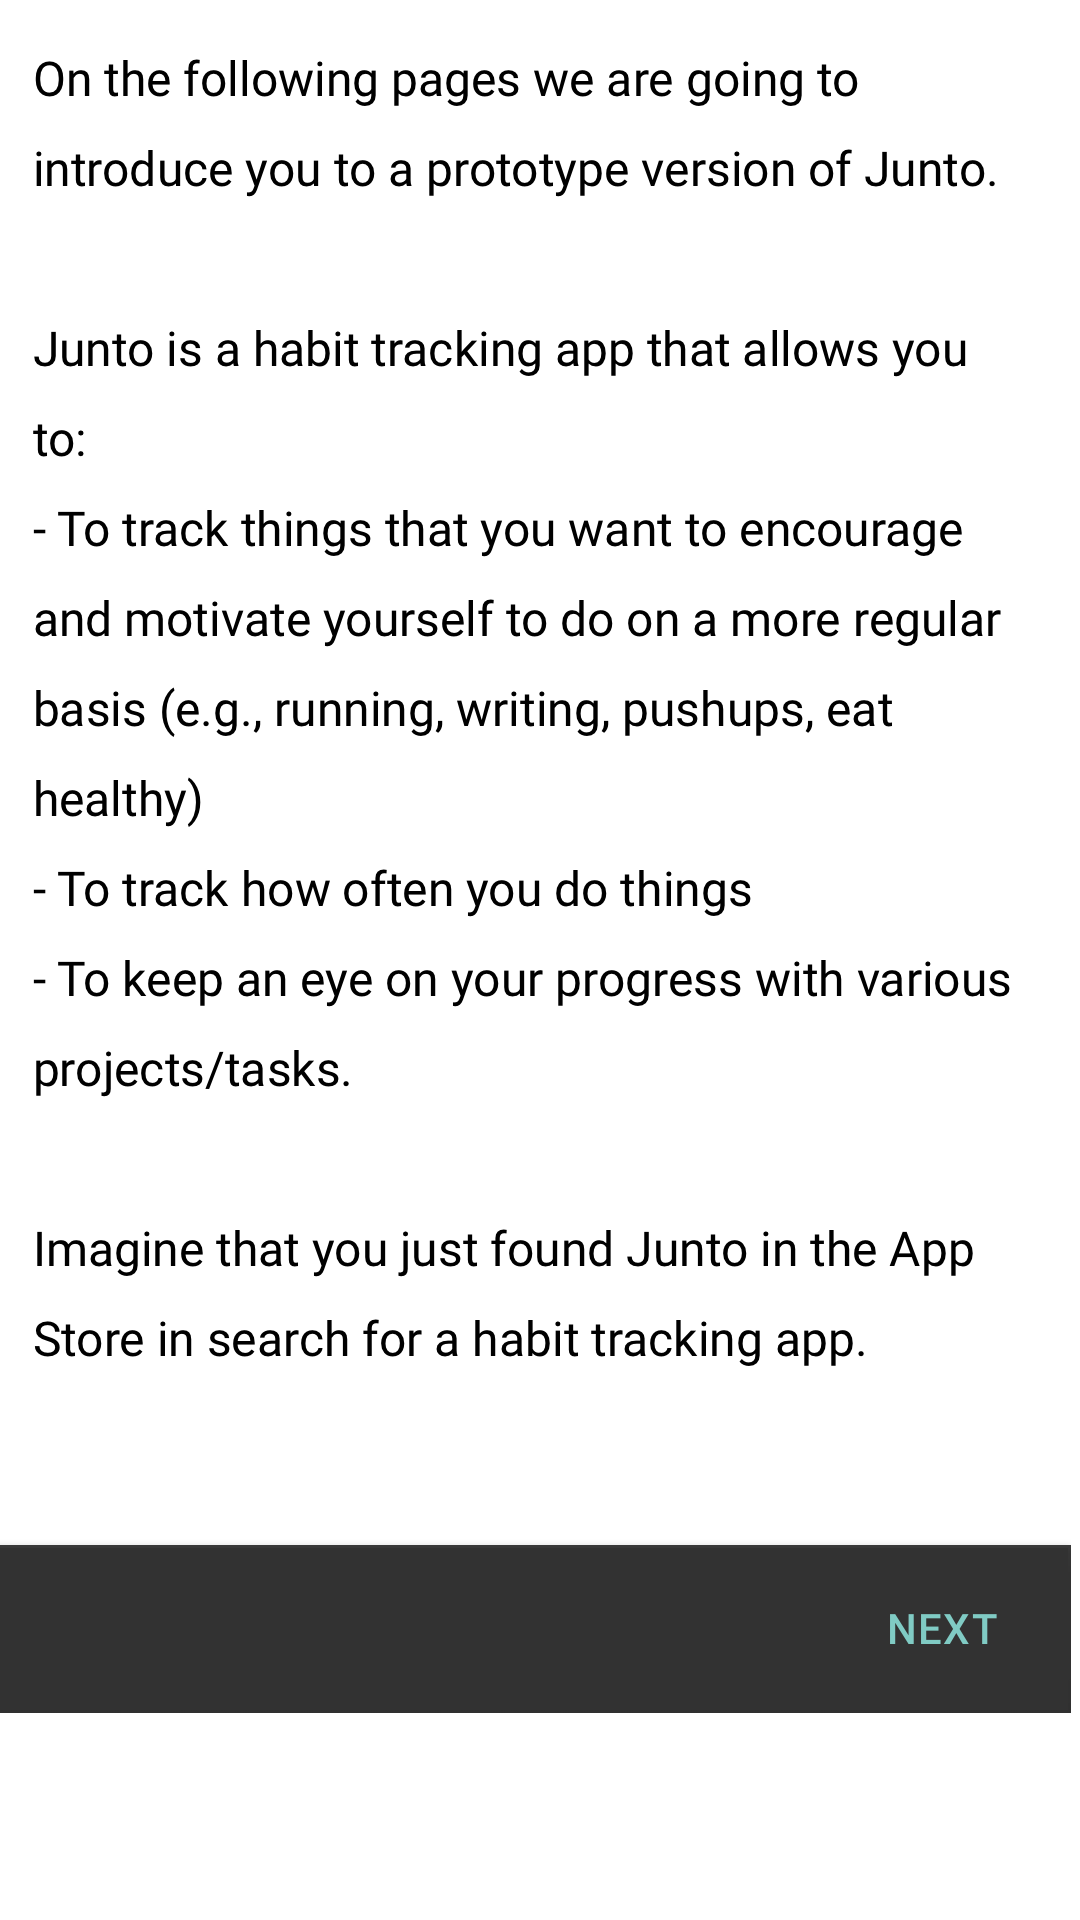 On the following pages we are going to
introduce you to a prototype version of Junto.
Junto is a habit tracking app that allows you
to:
- To track things that you want to encourage
and motivate yourself to do on a more regular
basis (e.g., running, writing, pushups, eat
healthy)
- To track how often you do things
- To keep an eye on your progress with various
projects/tasks.
Imagine that you just found Junto in the App
Store in search for a habit tracking app.
NEXT